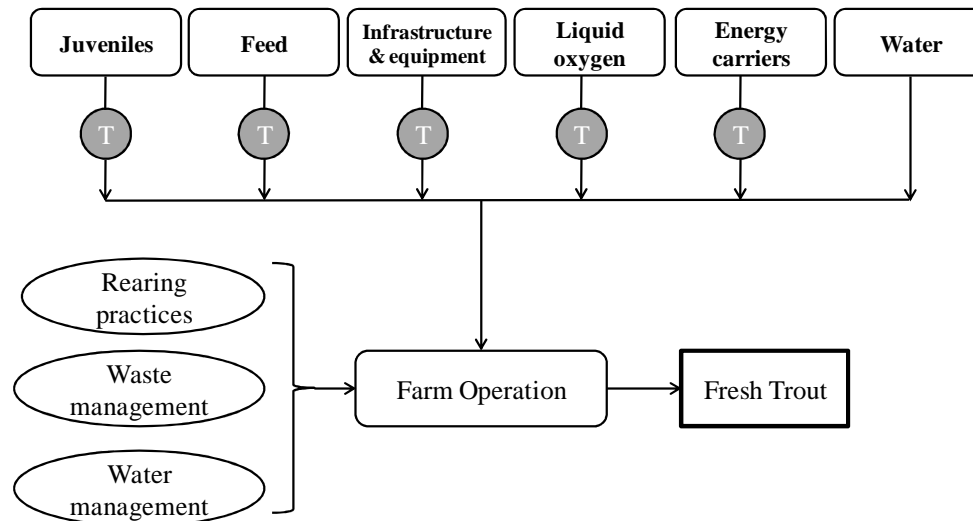 Juveniles
Feed
Infrastructure
& equipment
Liquid
oxygen
Energy
carriers
Water
T
T
T
T
T
Rearing
practices
Waste
management
Water
management
Farm Operation
Fresh Trout